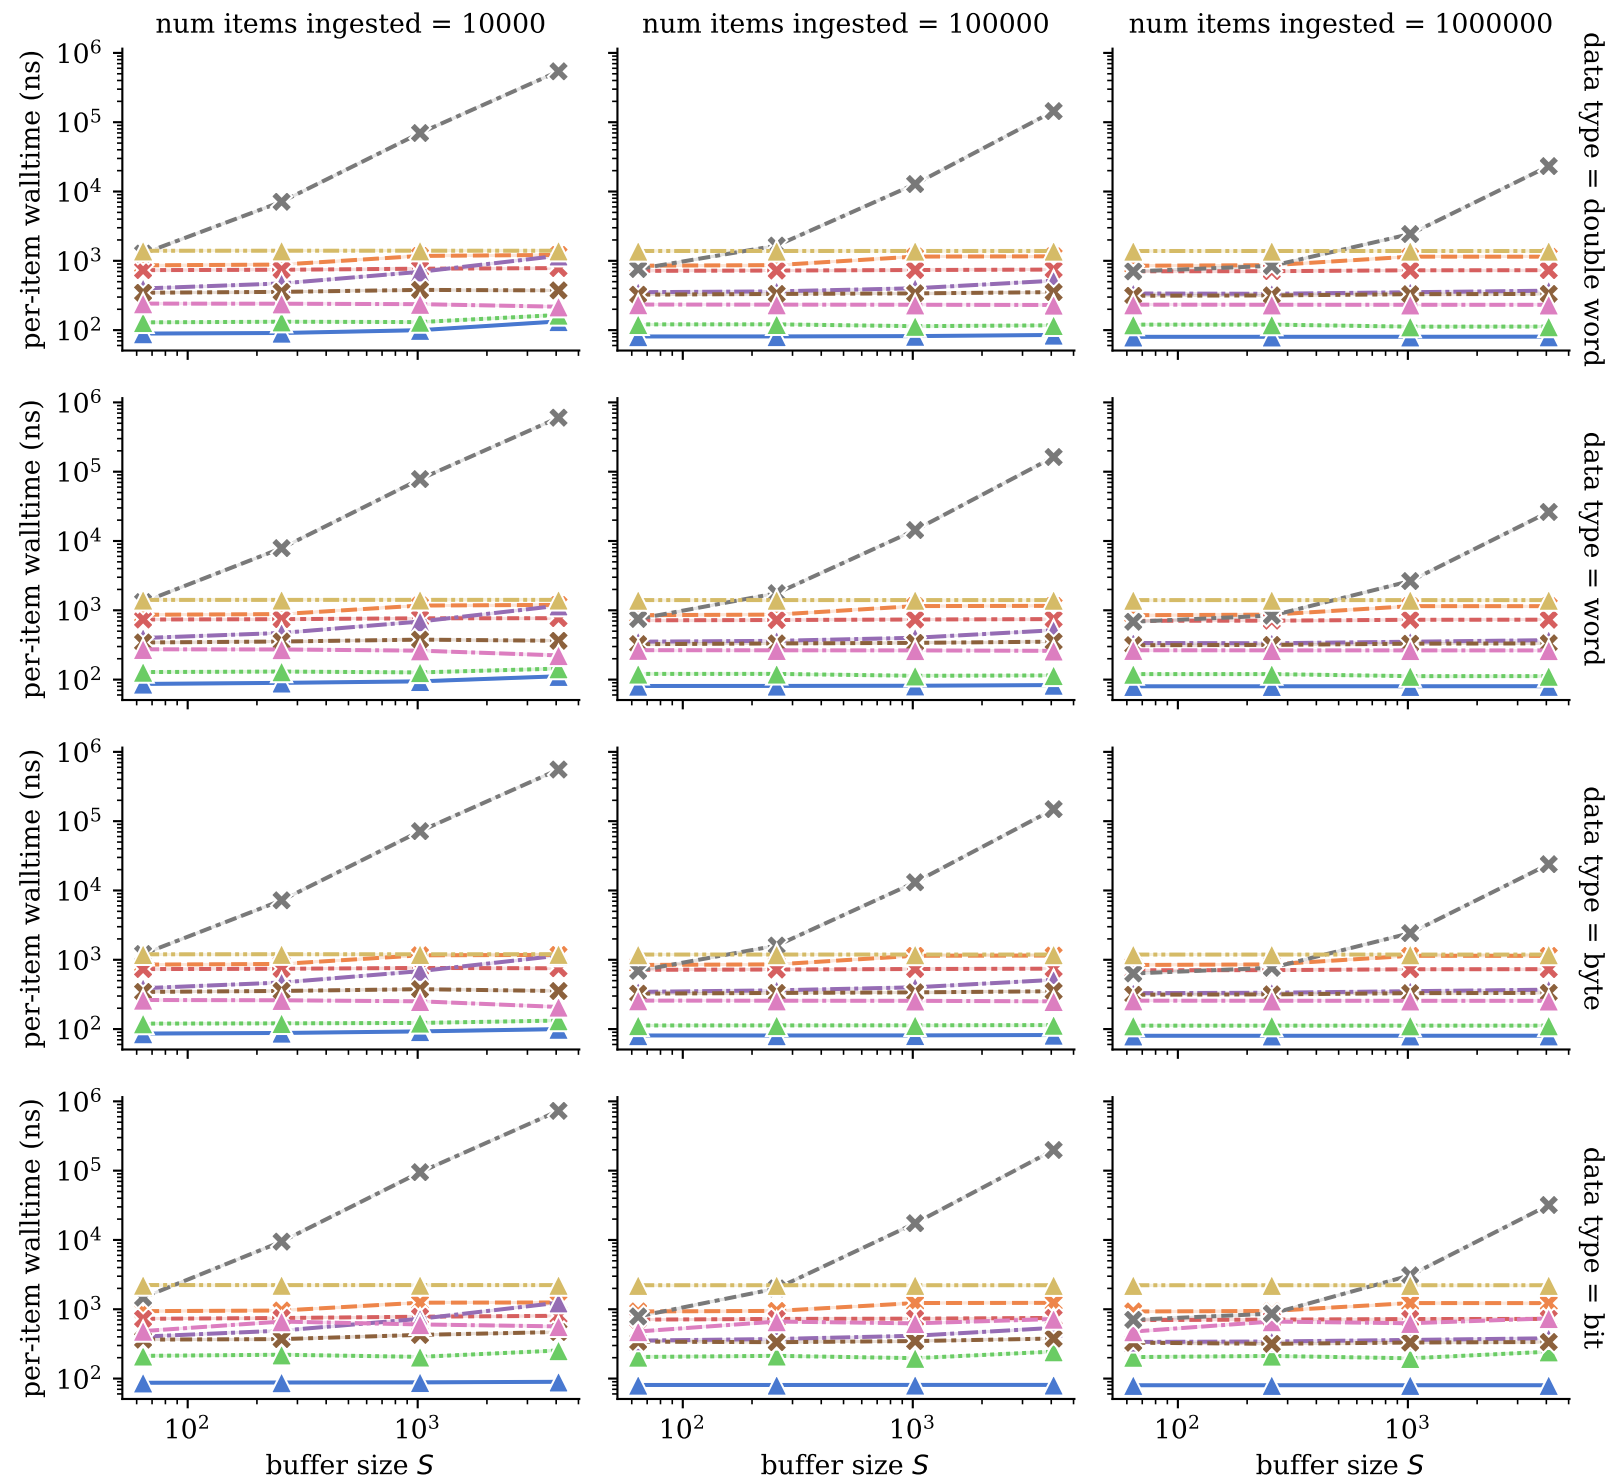 num items ingested = 10000
num items ingested = 100000
num items ingested = 1000000
per-item walltime (ns)
10⁶
10⁵
10⁴
10³
10²
data type = double word
per-item walltime (ns)
10⁶
10⁵
10⁴
10³
10²
data type = word
per-item walltime (ns)
10⁶
10⁵
10⁴
10³
10²
data type = byte
per-item walltime (ns)
10⁶
10⁵
10⁴
10³
10²
data type = bit
10² 10³
10² 10³
10² 10³
buffer size S
buffer size S
buffer size S